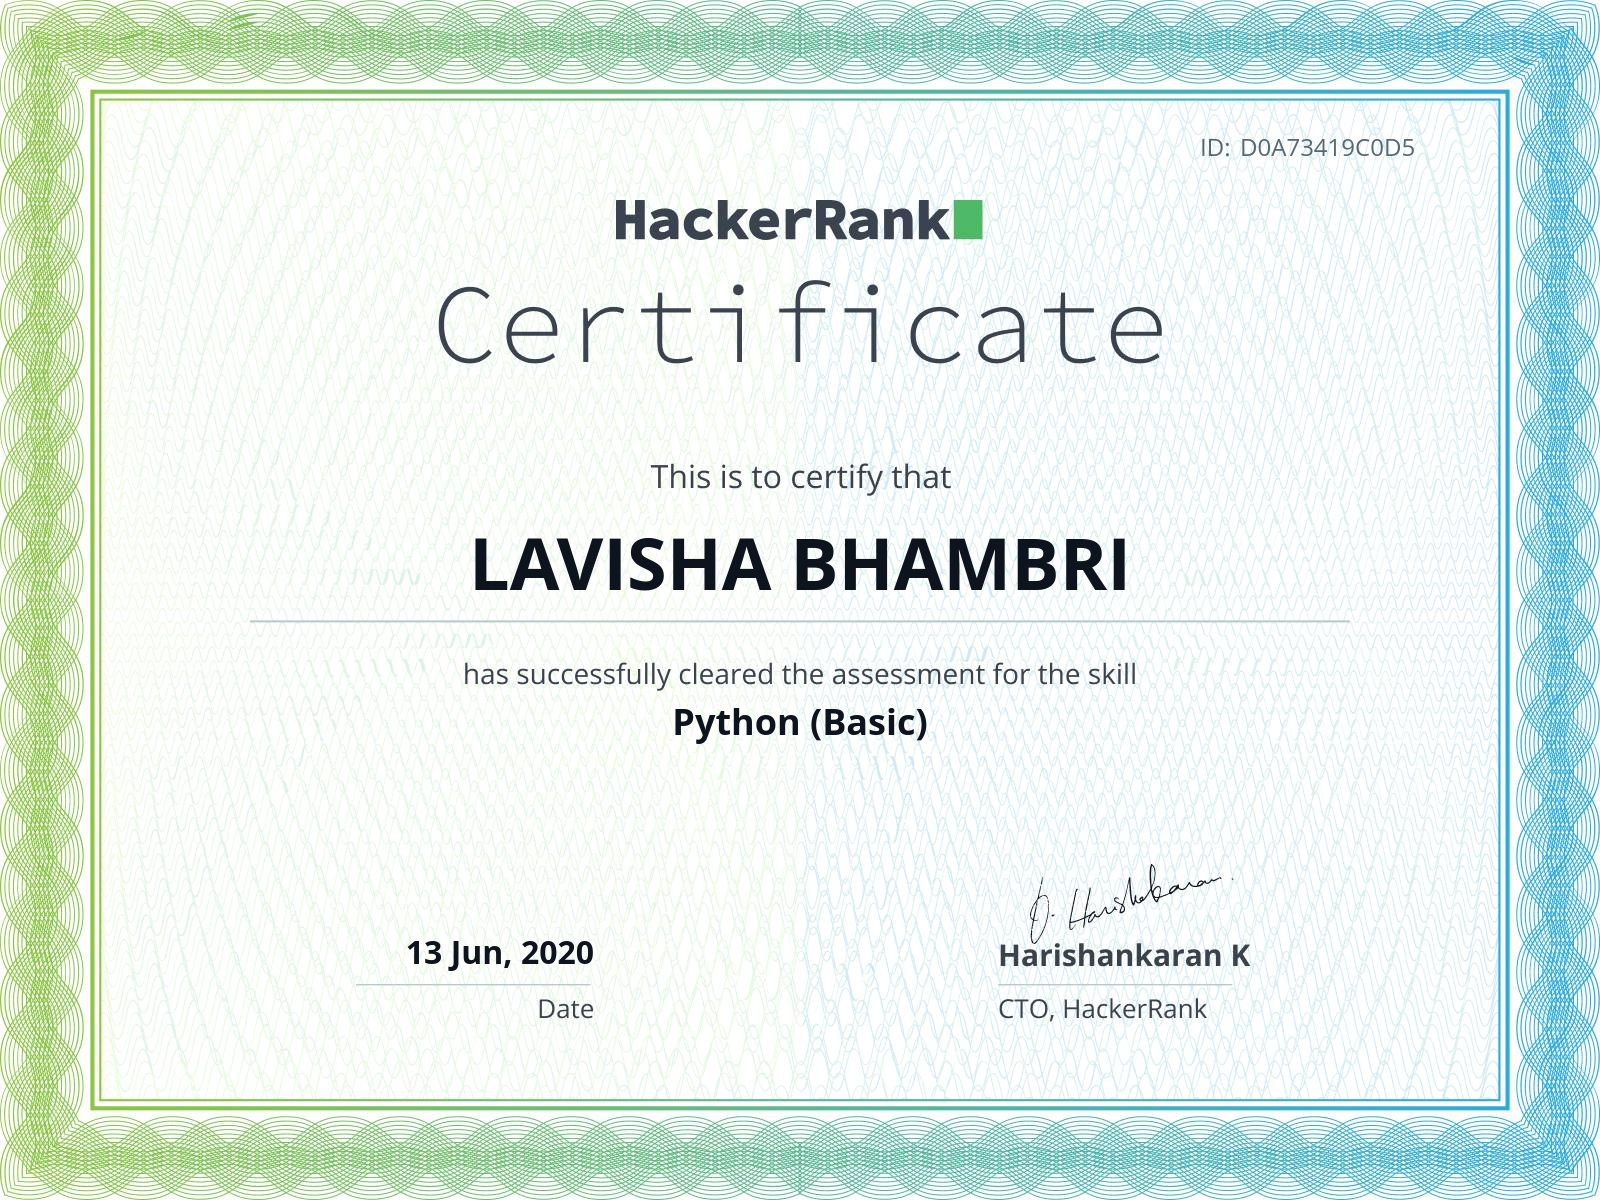 ID: D0A73419C0D5
HackerRank
Certificate
This is to certify that
LAVISHA BHAMBRI
has successfully cleared the assessment for the skill
Python (Basic)
13 Jun, 2020
Date
D. Harishankaran
Harishankaran K
CTO, HackerRank